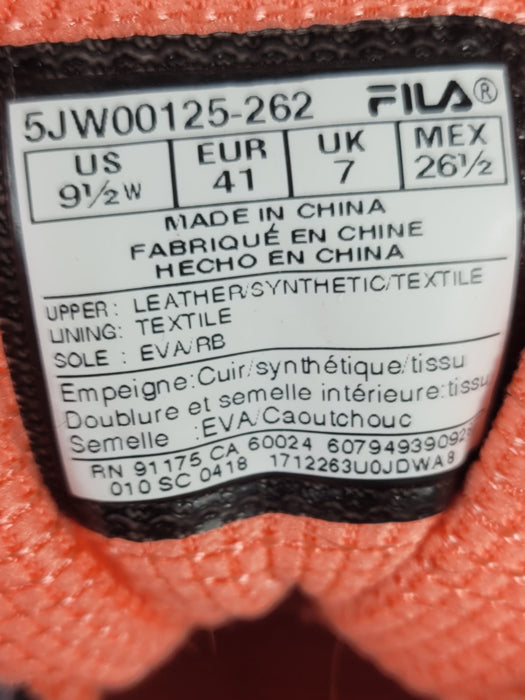 5JW00125-262 FILA®
US EUR UK MEX
9½W 41 7 26½
MADE IN CHINA
FABRIQUÉ EN CHINE
HECHO EN CHINA
UPPER: LEATHER/SYNTHETIC/TEXTILE
LINING: TEXTILE
SOLE : EVA/RB
Empeigne:Cuir/synthétique/tissu
Doublure et semelle intérieure:tissu
Semelle :EVA/Caoutchouc
RN 91175 CA 60024
010 SC 0418 1712263U0JDWA8